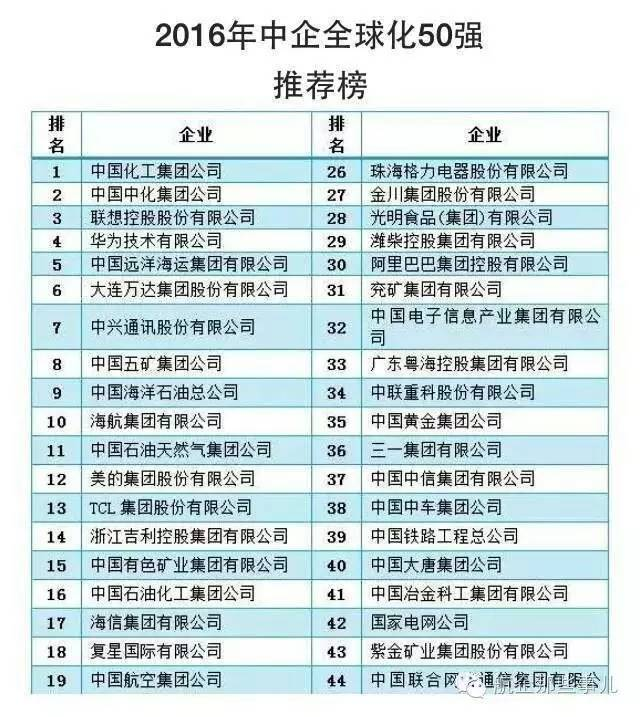 2016年中企全球化50强
推荐榜
排名 企业 排名 企业
1 中国化工集团公司 26 珠海格力电器股份有限公司
2 中国中化集团公司 27 金川集团股份有限公司
3 联想控股股份有限公司 28 光明食品(集团)有限公司
4 华为技术有限公司 29 潍柴控股集团有限公司
5 中国远洋海运集团有限公司 30 阿里巴巴集团控股有限公司
6 大连万达集团股份有限公司 31 兖矿集团有限公司
7 中兴通讯股份有限公司 32 中国电子信息产业集团有限公司
8 中国五矿集团公司 33 广东粤海控股集团有限公司
9 中国海洋石油总公司 34 中联重科股份有限公司
10 海航集团有限公司 35 中国黄金集团公司
11 中国石油天然气集团公司 36 三一集团有限公司
12 美的集团股份有限公司 37 中国中信集团有限公司
13 TCL 集团股份有限公司 38 中国中车集团公司
14 浙江吉利控股集团有限公司 39 中国铁路工程总公司
15 中国有色矿业集团有限公司 40 中国大唐集团公司
16 中国石油化工集团公司 41 中国冶金科工集团有限公司
17 海信集团有限公司 42 国家电网公司
18 复星国际有限公司 43 紫金矿业集团股份有限公司
19 中国航空集团公司 44 中国联合网 通信集团有限公
航业那些事儿